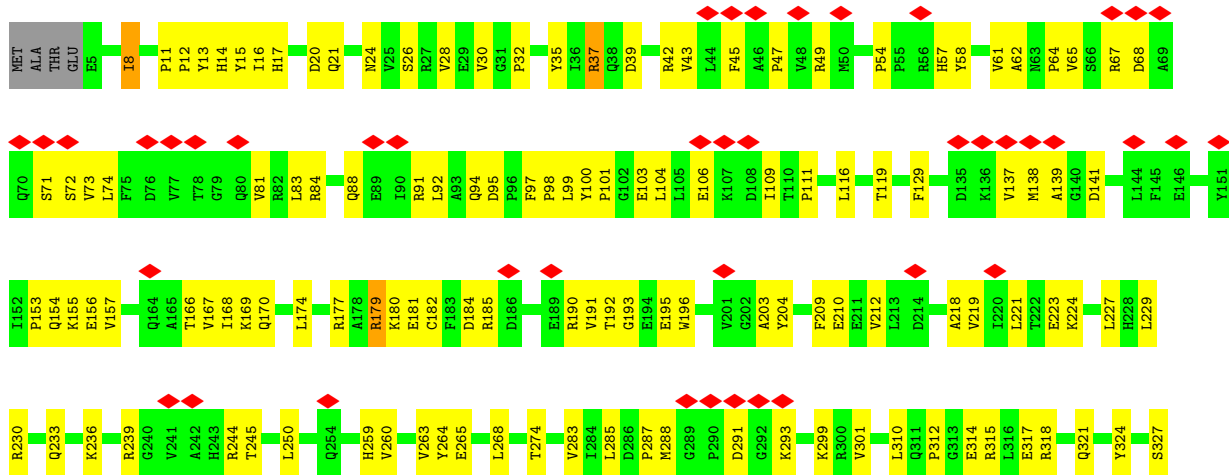 MET ALA THR GLU E5 I8 P11 P12 Y13 H14 Y15 I16 H17 D20 Q21 N24 V25 S26 R27 V28 E29 V30 G31 P32 Y35 I36 R37 Q38 D39 R42 V43 L44 F45 A46 P47 V48 R49 M50 P54 P55 R56 H57 Y58 V61 A62 N63 P64 V65 S66 R67 D68 A69
Q70 S71 S72 V73 L74 F75 D76 V77 T78 G79 Q80 V81 R82 L83 R84 Q88 E89 I90 R91 L92 A93 Q94 D95 P96 F97 P98 L99 Y100 P101 G102 E103 L104 L105 E106 K107 D108 I109 T110 P111 L116 T119 F129 D135 K136 V137 M138 A139 G140 D141 L144 F145 E146 Y151
I152 P153 Q154 K155 E156 V157 Q164 A165 T166 V167 I168 K169 Q170 L174 R177 A178 R179 K180 E181 C182 F183 D184 R185 D186 E189 R190 V191 T192 G193 E194 E195 W196 V201 G202 A203 Y204 F209 E210 E211 V212 L213 D214 A218 V219 I220 L221 T222 E223 K224 L227 H228 L229
R230 Q233 K236 R239 G240 V241 A242 H243 R244 T245 L250 Q254 H259 V260 V263 Y264 E265 L268 T274 V283 I284 L285 D286 P287 M288 G289 P290 D291 G292 K293 K299 R300 V301 L310 Q311 P312 G313 E314 R315 L316 E317 R318 Q321 Y324 S327